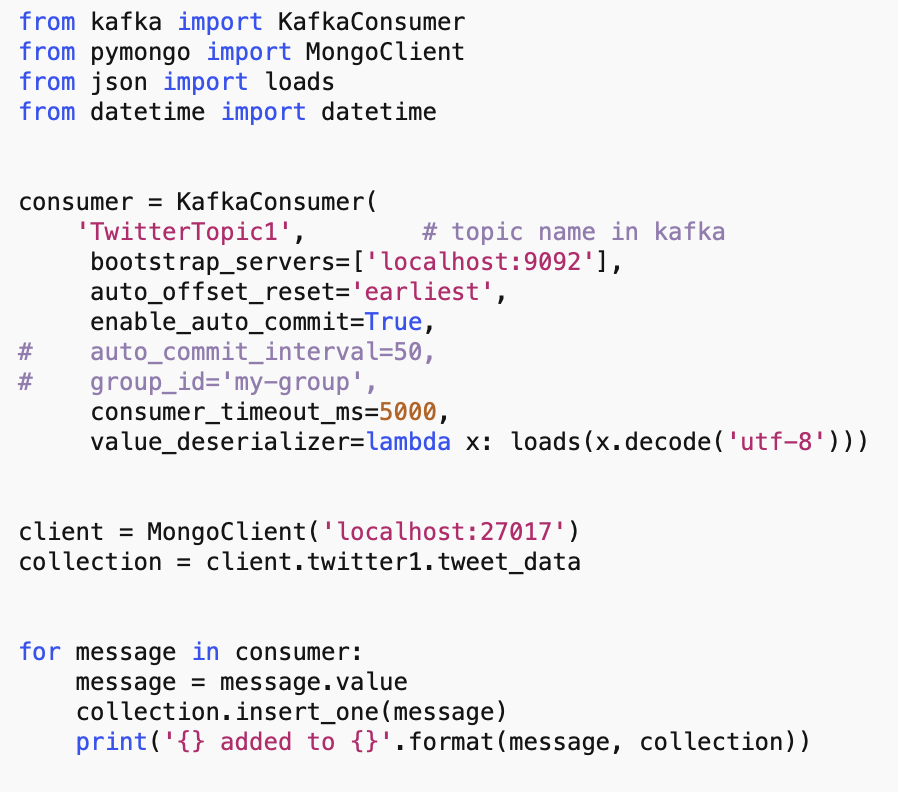 from kafka import KafkaConsumer
from pymongo import MongoClient
from json import loads
from datetime import datetime
consumer = KafkaConsumer(
    'TwitterTopic1',        # topic name in kafka
     bootstrap_servers=['localhost:9092'],
     auto_offset_reset='earliest',
     enable_auto_commit=True,
#    auto_commit_interval=50,
#    group_id='my-group',
     consumer_timeout_ms=5000,
     value_deserializer=lambda x: loads(x.decode('utf-8')))
client = MongoClient('localhost:27017')
collection = client.twitter1.tweet_data
for message in consumer:
    message = message.value
    collection.insert_one(message)
    print('{} added to {}'.format(message, collection))